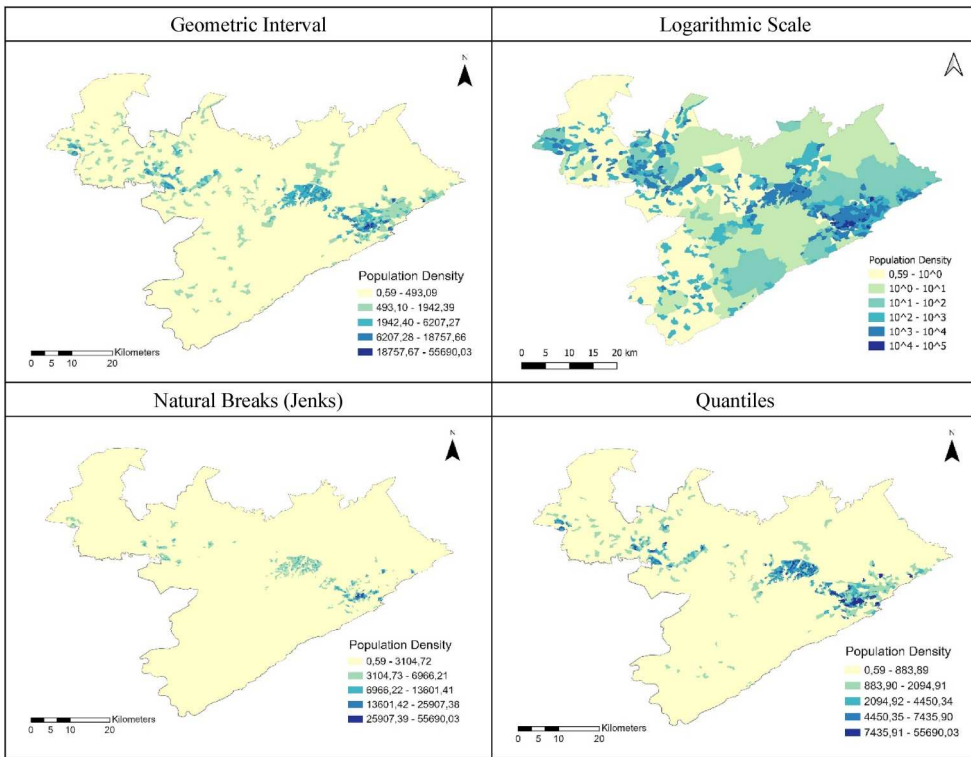 Geometric Interval
Logarithmic Scale
N
Population Density
0,59 - 493,09
493,10 - 1942,39
1942,40 - 6207,27
6207,28 - 18757,66
18757,67 - 55690,03
0 5 10 20 Kilometers
Population Density
0,59 - 10^0
10^0 - 10^1
10^1 - 10^2
10^2 - 10^3
10^3 - 10^4
10^4 - 10^5
0 5 10 15 20 km
Natural Breaks (Jenks)
Quantiles
N
Population Density
0,59 - 3104,72
3104,73 - 6966,21
6966,22 - 13601,41
13601,42 - 25907,38
25907,39 - 55690,03
0 5 10 20 Kilometers
N
Population Density
0,59 - 883,89
883,90 - 2094,91
2094,92 - 4450,34
4450,35 - 7435,90
7435,91 - 55690,03
0 5 10 20 Kilometers